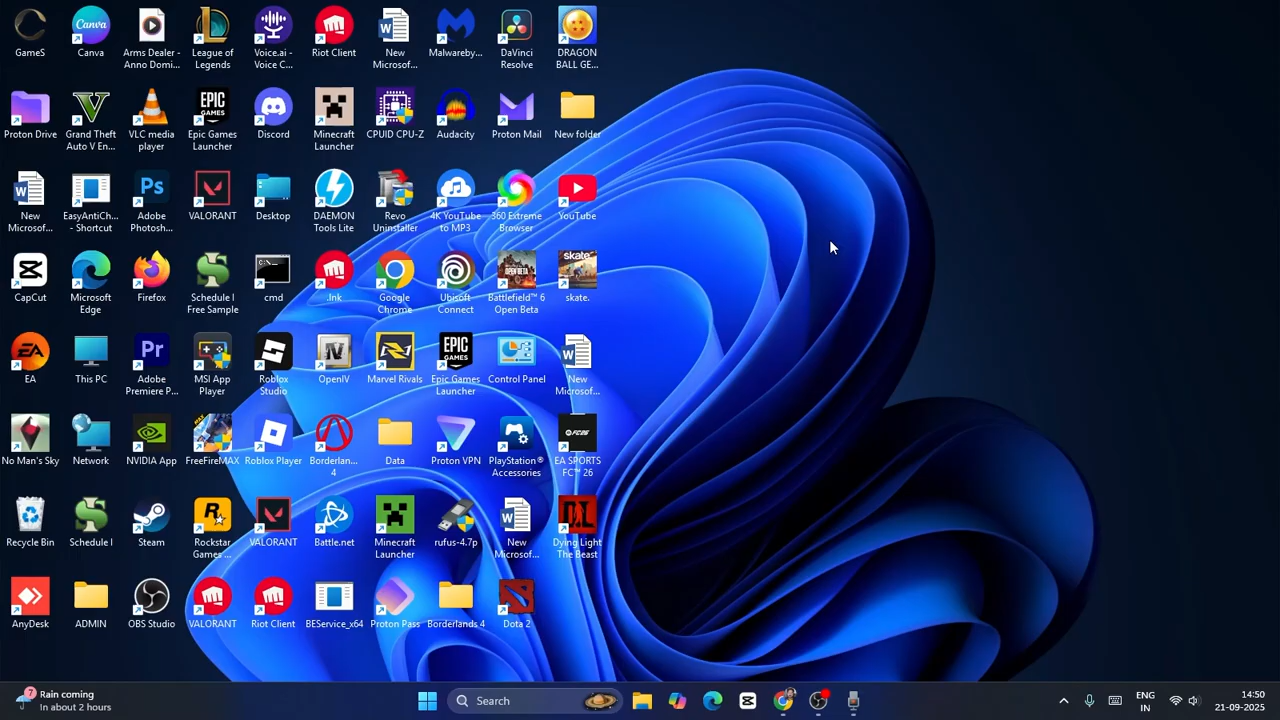 GameS
Canva
Arms Dealer -
Anno Domi...
League of
Legends
Voice.ai -
Voice C...
Riot Client
New
Microsof...
Malwareby...
DaVinci
Resolve
DRAGON
BALL GE...
Proton Drive
Grand Theft
Auto V En...
VLC media
player
Epic Games
Launcher
Discord
Minecraft
Launcher
CPUID CPU-Z
Audacity
Proton Mail
New folder
New
Microsof...
EasyAntiCh...
- Shortcut
Adobe
Photosh...
VALORANT
Desktop
DAEMON
Tools Lite
Revo
Uninstaller
4K YouTube
to MP3
360 Extreme
Browser
YouTube
CapCut
Microsoft
Edge
Firefox
Schedule I
Free Sample
cmd
.lnk
Google
Chrome
Ubisoft
Connect
Battlefield™ 6
Open Beta
skate.
EA
This PC
Adobe
Premiere P...
MSI App
Player
Roblox
Studio
OpenIV
Marvel Rivals
Epic Games
Launcher
Control Panel
New
Microsof...
No Man's Sky
Network
NVIDIA App
FreeFireMAX
Roblox Player
Borderlan...
4
Data
Proton VPN
PlayStation®
Accessories
EA SPORTS
FC™ 26
Recycle Bin
Schedule I
Steam
Rockstar
Games ...
VALORANT
Battle.net
Minecraft
Launcher
rufus-4.7p
New
Microsof...
Dying Light
The Beast
AnyDesk
ADMIN
OBS Studio
VALORANT
Riot Client
BEService_x64
Proton Pass
Borderlands 4
Dota 2
7
Rain coming
In about 2 hours
Search
ENG
IN
14:50
21-09-2025